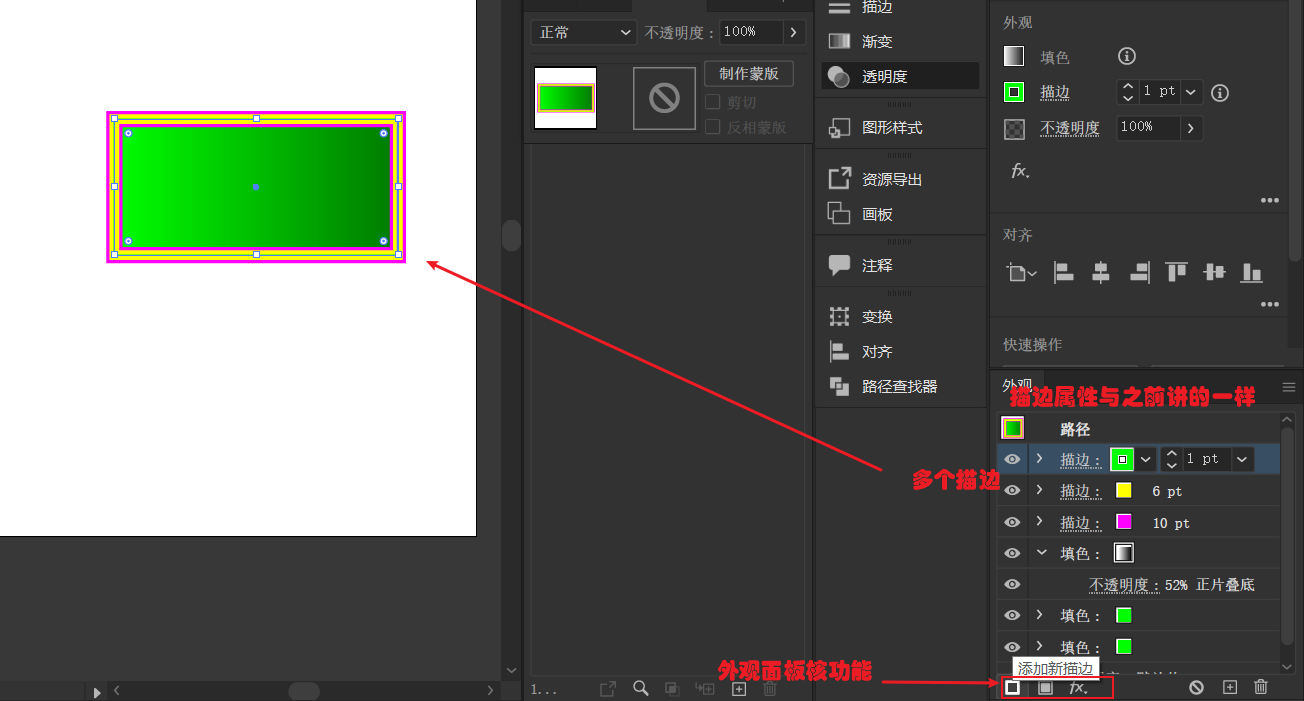 正常
不透明度：
100%
制作蒙版
剪切
反相蒙版
描边
渐变
透明度
图形样式
资源导出
画板
注释
变换
对齐
路径查找器
外观
填色
描边
1 pt
不透明度
100%
fx.
对齐
快速操作
外观
描边属性与之前讲的一样
路径
描边：
1 pt
多个描边
描边：
6 pt
描边：
10 pt
填色：
不透明度：52% 正片叠底
填色：
填色：
外观面板核功能
添加新描边
1...
fx.